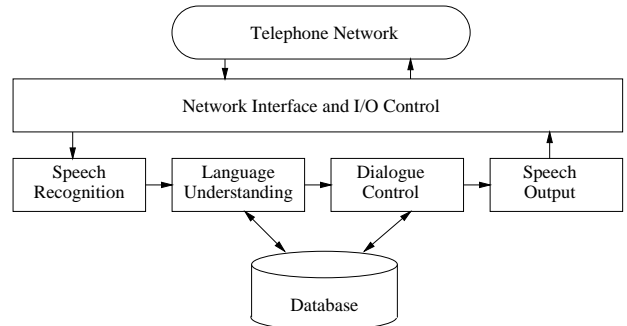 Telephone Network
Network Interface and I/O Control
Speech
Recognition
Language
Understanding
Dialogue
Control
Speech
Output
Database